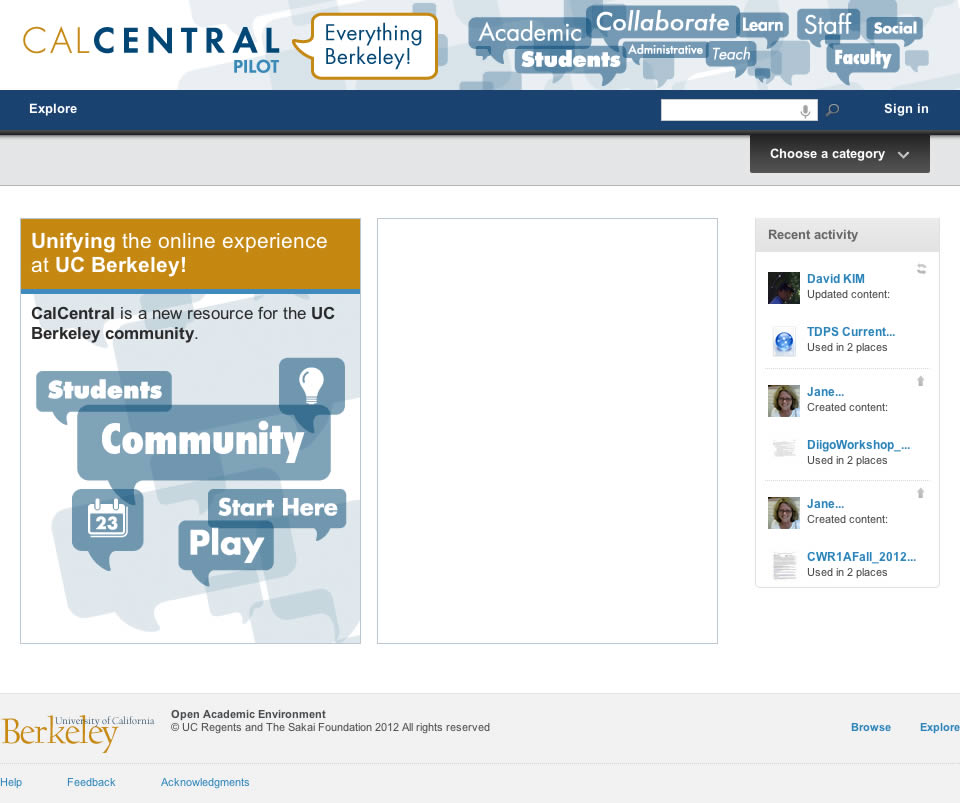 CALCENTRAL
PILOT
Everything
Berkeley!
Academic
Collaborate
Learn
Staff
Social
Students
Administrative
Teach
Faculty
Explore
Sign in
Choose a category
Unifying the online experience
at UC Berkeley!
CalCentral is a new resource for the UC
Berkeley community.
Students
Community
23
Start Here
Play
Recent activity
David KIM
Updated content:
TDPS Current...
Used in 2 places
Jane...
Created content:
DiigoWorkshop_...
Used in 2 places
Jane...
Created content:
CWR1AFall_2012...
Used in 2 places
University of California
Berkeley
Open Academic Environment
© UC Regents and The Sakai Foundation 2012 All rights reserved
Browse
Explore
Help
Feedback
Acknowledgments